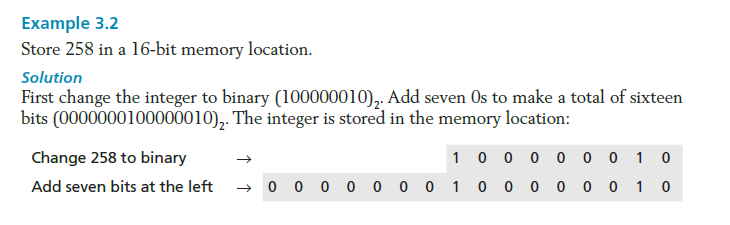 Example 3.2
Store 258 in a 16-bit memory location.
Solution
First change the integer to binary (100000010)₂. Add seven 0s to make a total of sixteen
bits (0000000100000010)₂. The integer is stored in the memory location:
Change 258 to binary → 1 0 0 0 0 0 0 1 0
Add seven bits at the left → 0 0 0 0 0 0 0 1 0 0 0 0 0 0 1 0